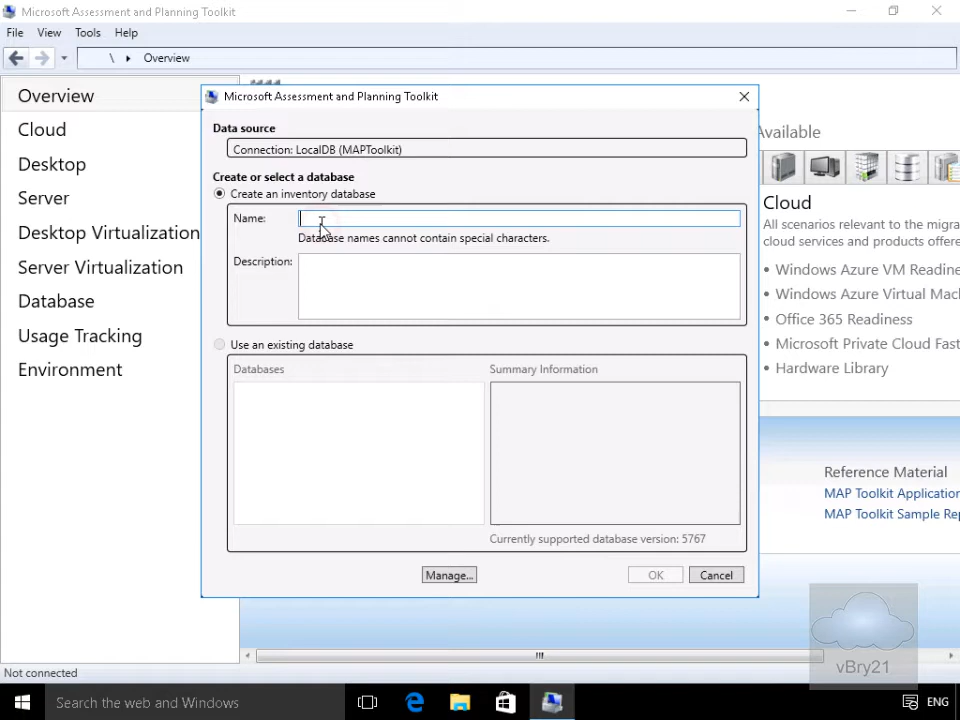 Microsoft Assessment and Planning Toolkit
File View Tools Help
\ Overview
Overview
Cloud
Desktop
Server
Desktop Virtualization
Server Virtualization
Database
Usage Tracking
Environment
Microsoft Assessment and Planning Toolkit
Data source
Connection: LocalDB (MAPToolkit)
Create or select a database
Create an inventory database
Name:
Database names cannot contain special characters.
Description:
Use an existing database
Databases
Summary Information
Currently supported database version: 5767
Manage...
OK
Cancel
Available
Cloud
All scenarios relevant to the migra
cloud services and products offere
Windows Azure VM Readine
Windows Azure Virtual Mac
Office 365 Readiness
Microsoft Private Cloud Fast
Hardware Library
Reference Material
MAP Toolkit Application
MAP Toolkit Sample Rep
vBry21
Not connected
Search the web and Windows
ENG